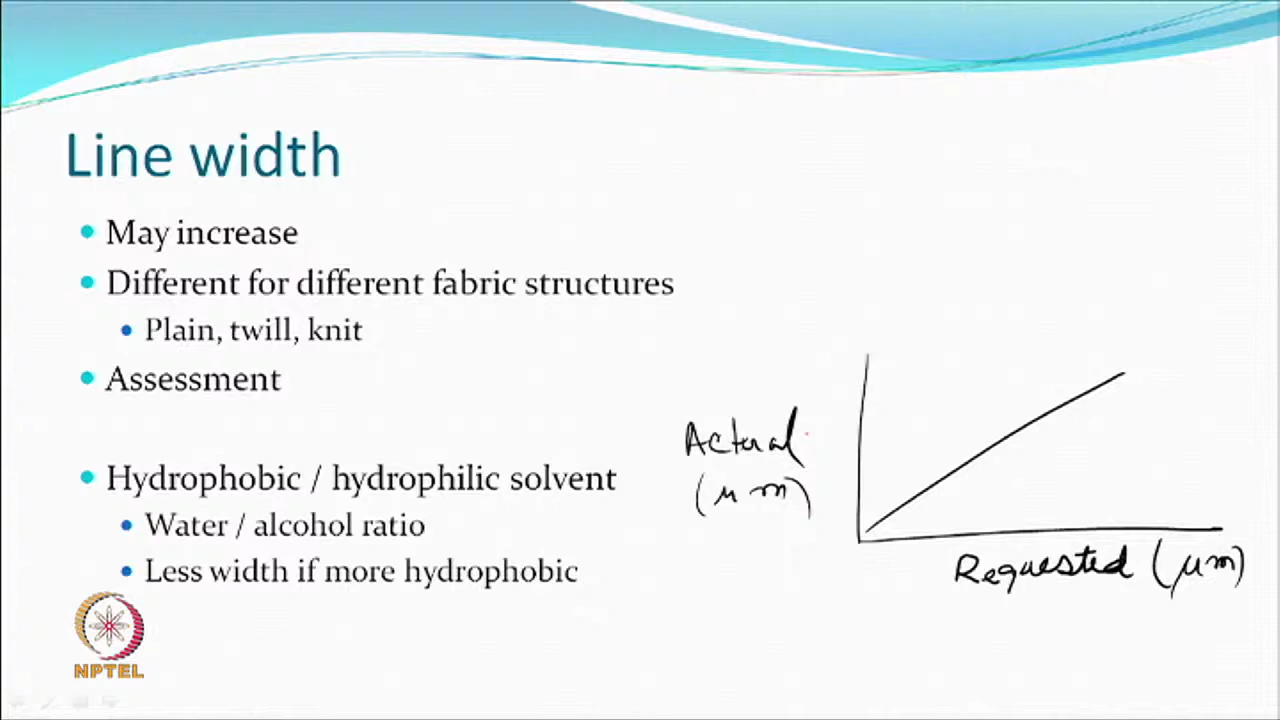 Line width
May increase
Different for different fabric structures
Plain, twill, knit
Assessment
Hydrophobic / hydrophilic solvent
Water / alcohol ratio
Less width if more hydrophobic
Actual
(μm)
Requested (μm)
NPTEL